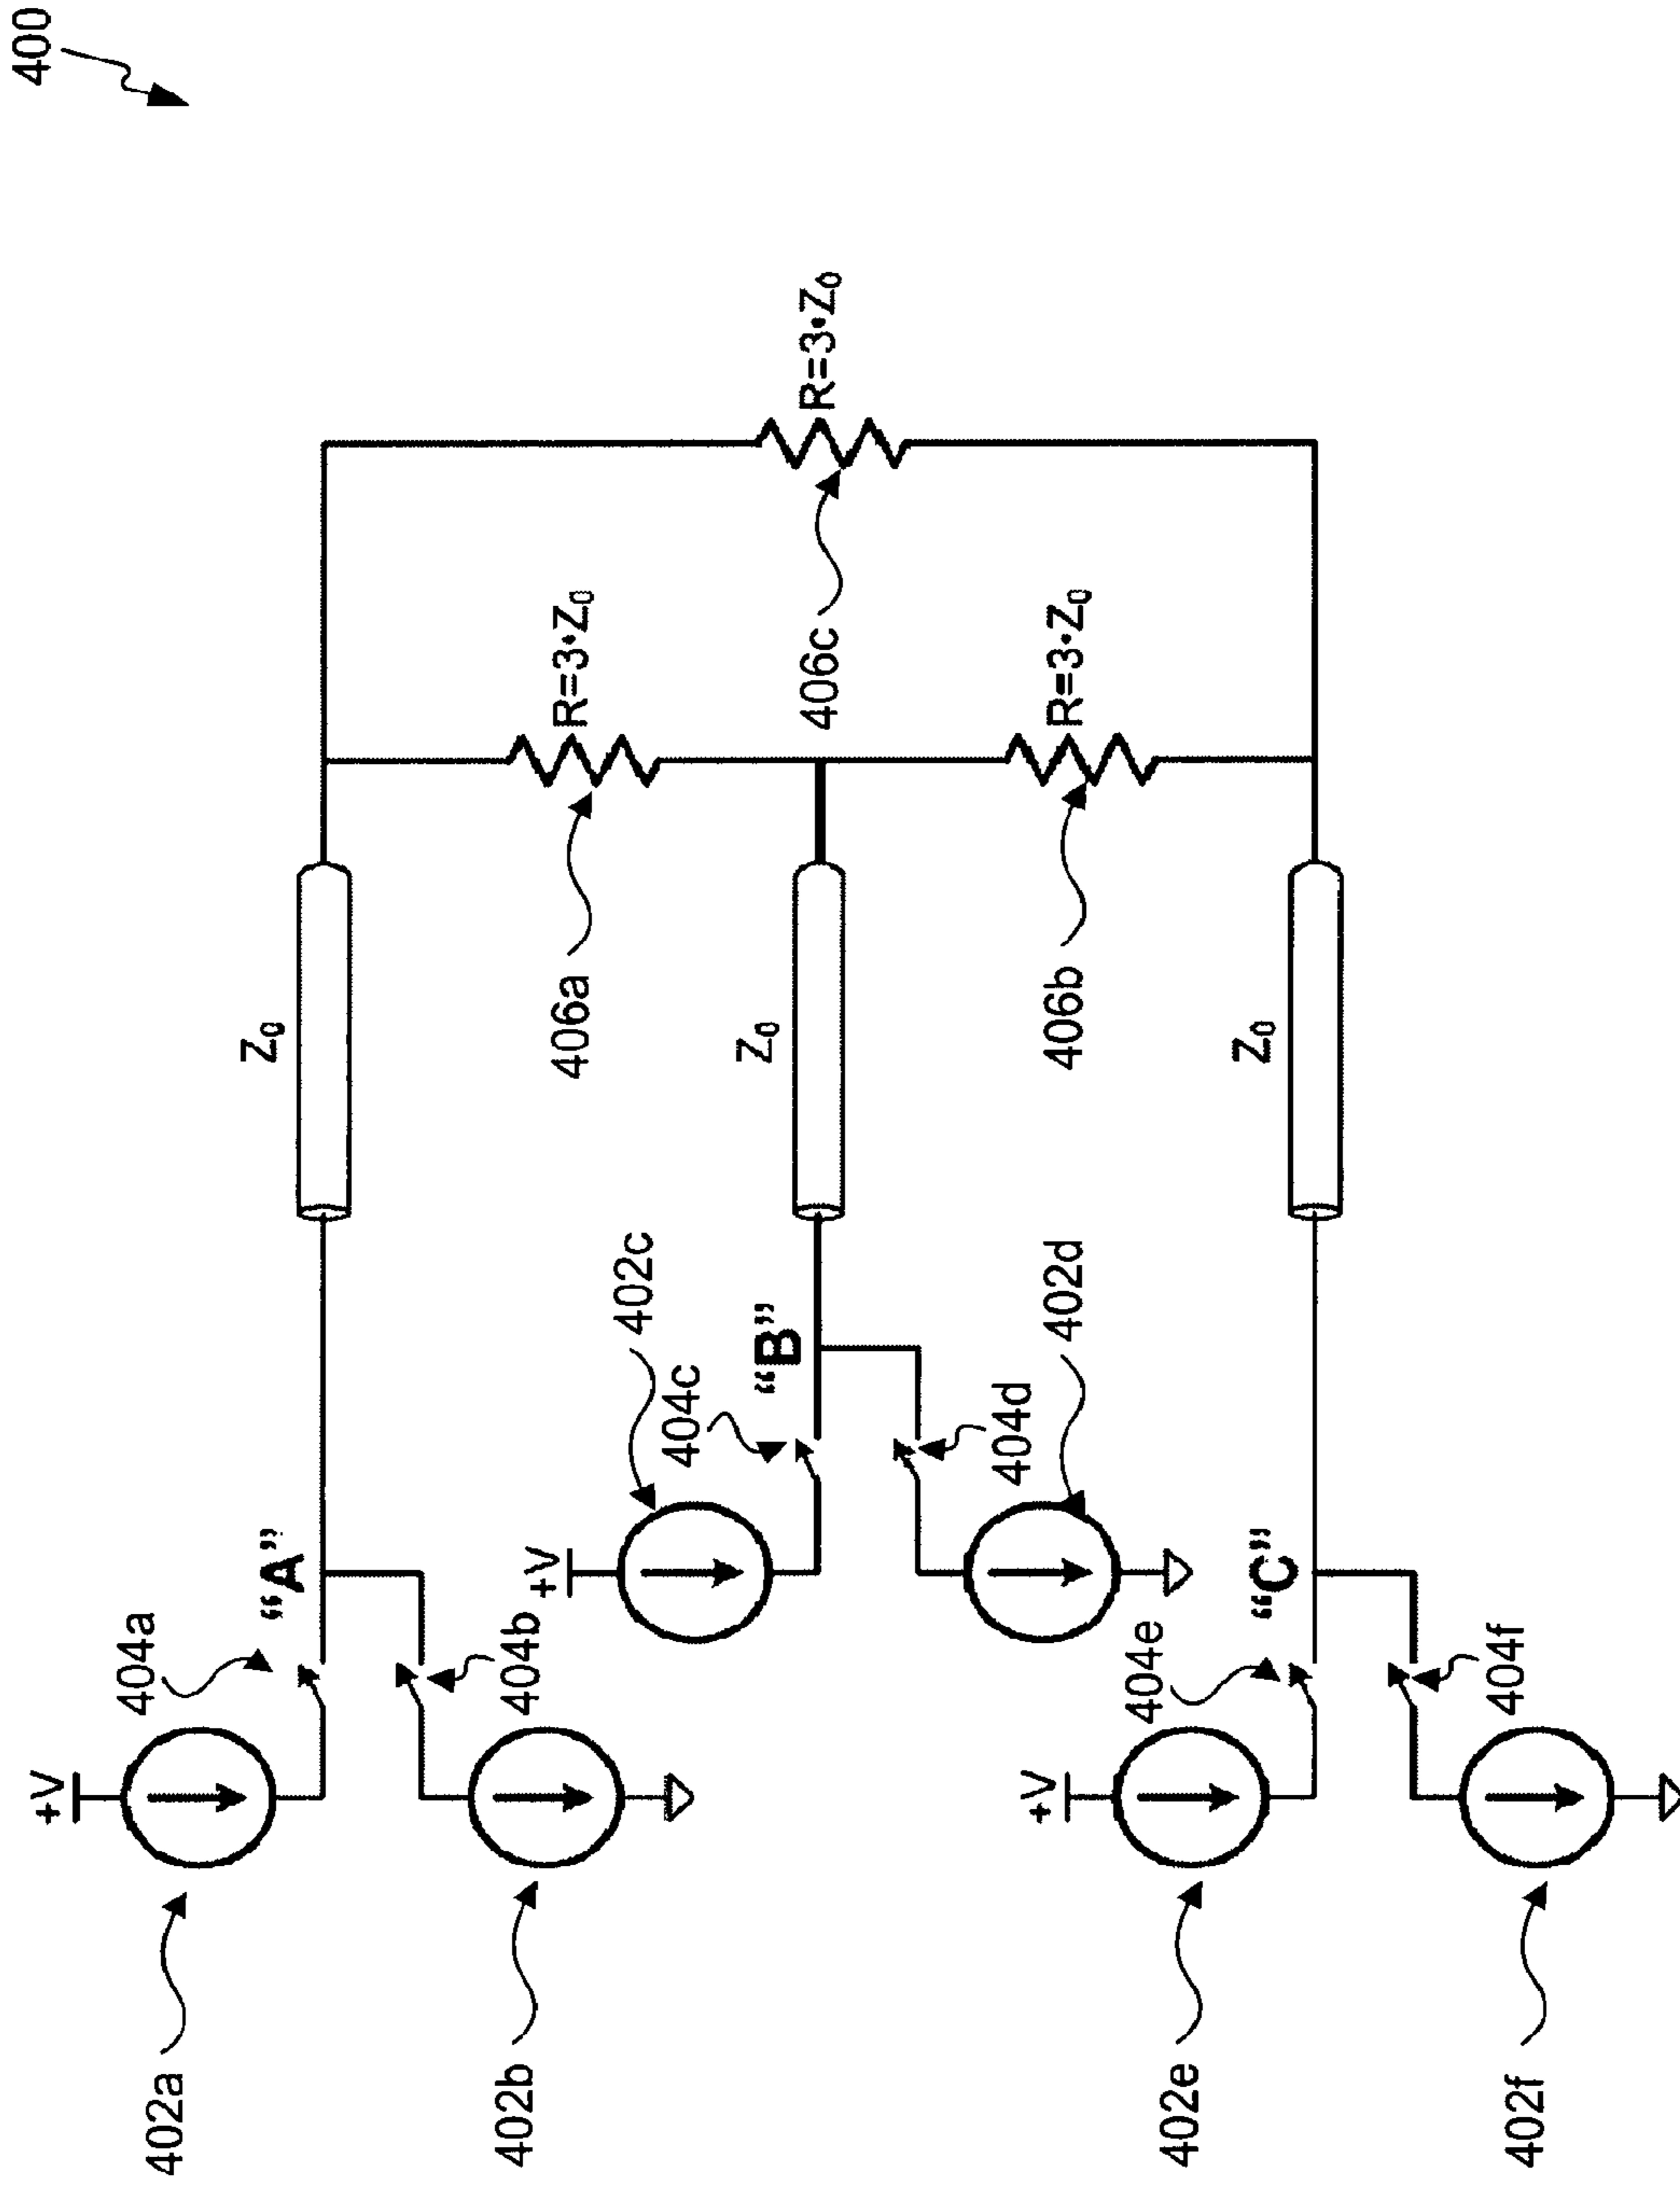 400
402a
+V
404a
“A”
Z₀
402b
404b
406a
R=3•Z₀
402c
+V
404c
“B”
Z₀
406c
R=3•Z₀
404d
402d
406b
R=3•Z₀
402e
+V
404e
“C”
Z₀
402f
404f